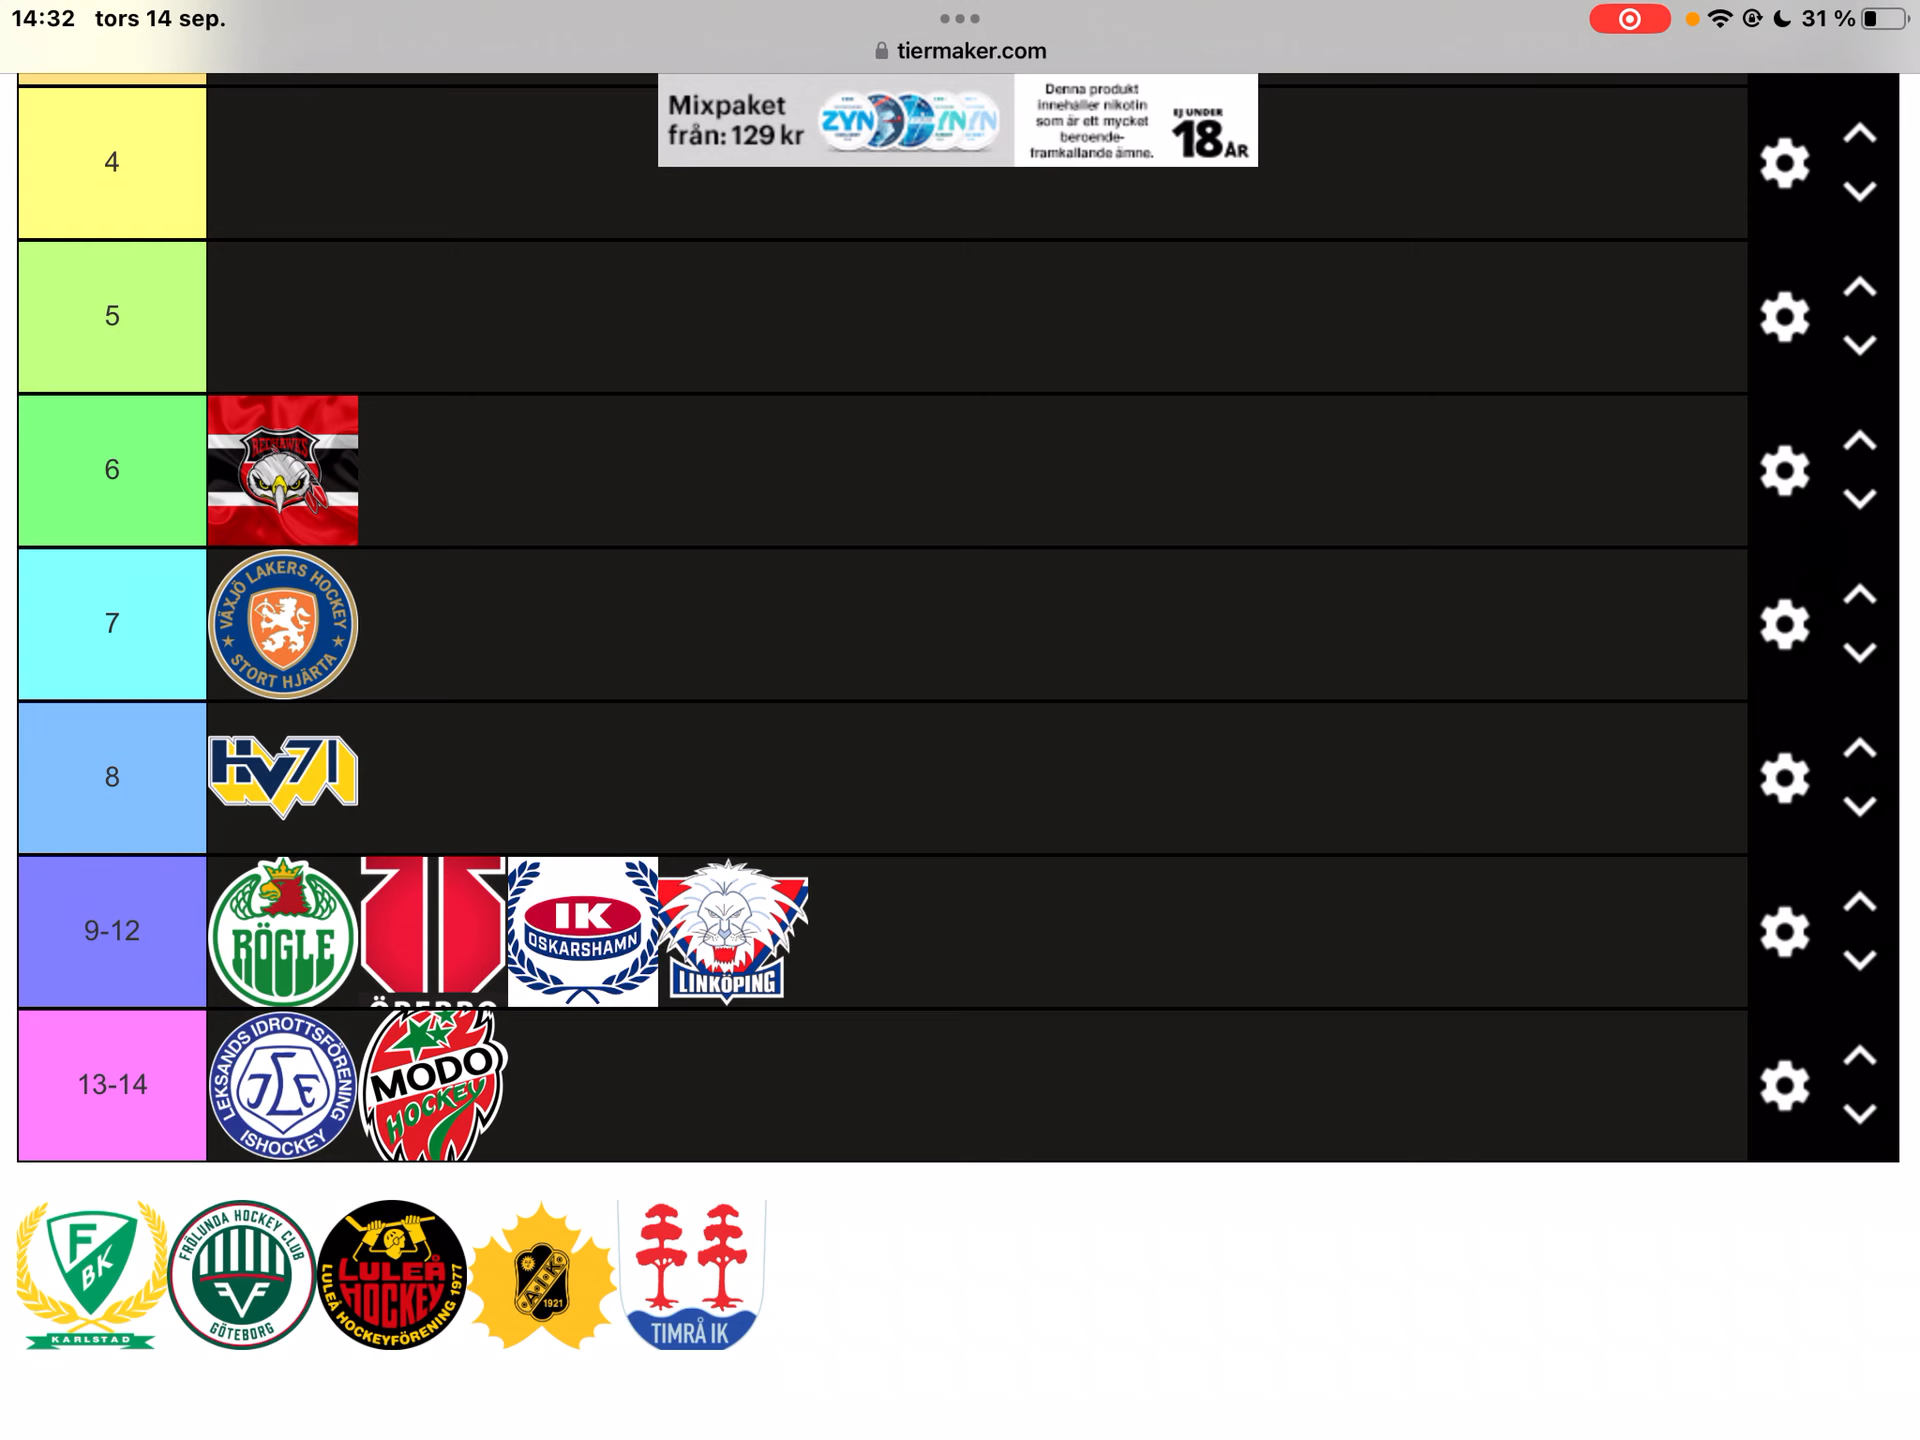 14:32 tors 14 sep.
31 %
tiermaker.com
Mixpaket
från: 129 kr
ZYN
Denna produkt
innehåller nikotin
som är ett mycket
beroende-
framkallande ämne.
EJ UNDER
18 ÅR
4
5
6
REDHAWKS
7
VÄXJÖ LAKERS HOCKEY
STORT HJÄRTA
8
HV71
9-12
RÖGLE
ÖREBRO
IK
OSKARSHAMN
LINKÖPING
13-14
LEKSANDS IDROTTSFÖRENING
ISHOCKEY
MODO
HOCKEY
FBK
KARLSTAD
FRÖLUNDA HOCKEY CLUB
GÖTEBORG
LULEÅ
HOCKEY
LULEÅ HOCKEYFÖRENING 1977
A.I.K
1921
TIMRÅ IK